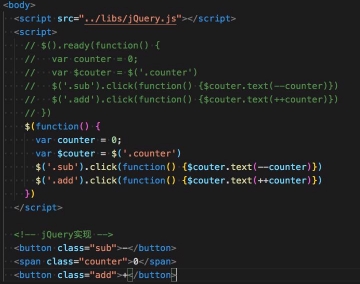 <body>
<script src="../libs/jQuery.js"></script>
<script>
// $().ready(function() {
// var counter = 0;
// var $couter = $('.counter')
// $('.sub').click(function() {$couter.text(--counter)})
// $('.add').click(function() {$couter.text(++counter)})
// })
$(function() {
var counter = 0;
var $couter = $('.counter')
$('.sub').click(function() {$couter.text(--counter)})
$('.add').click(function() {$couter.text(++counter)})
})
</script>
<!-- jQuery实现 -->
<button class="sub">-</button>
<span class="counter">0</span>
<button class="add">+</button>